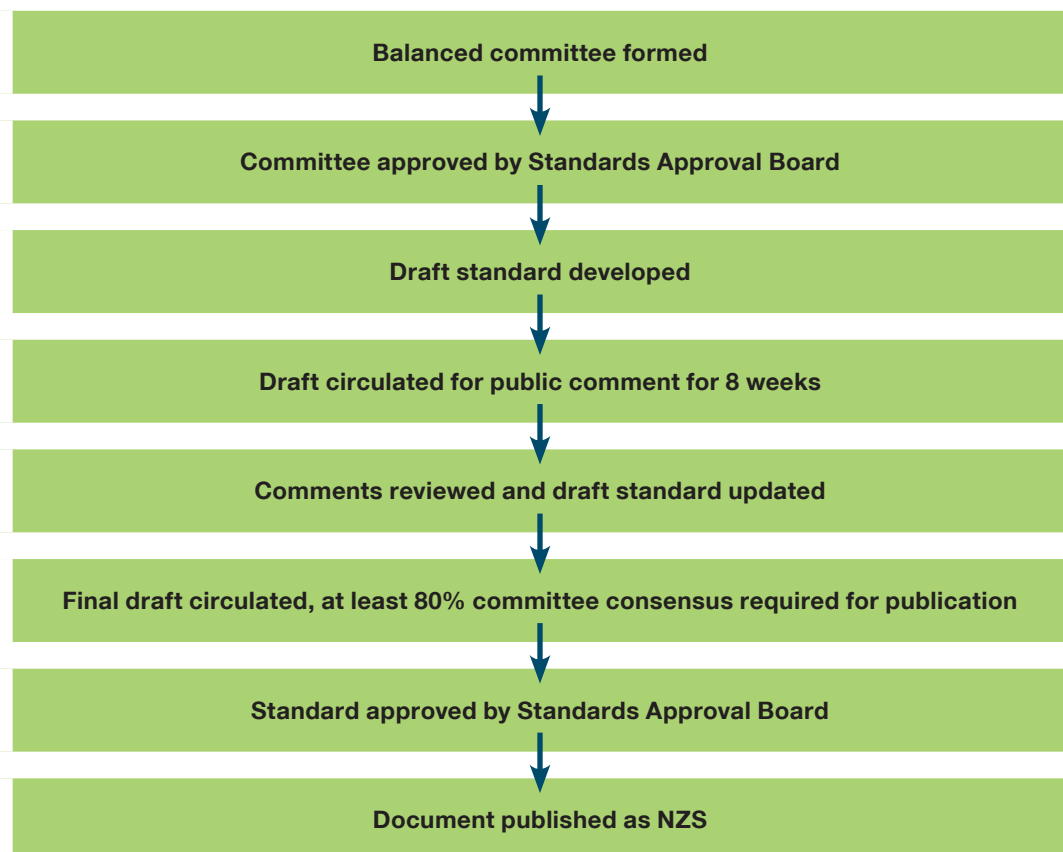 Balanced committee formed
Committee approved by Standards Approval Board
Draft standard developed
Draft circulated for public comment for 8 weeks
Comments reviewed and draft standard updated
Final draft circulated, at least 80% committee consensus required for publication
Standard approved by Standards Approval Board
Document published as NZS